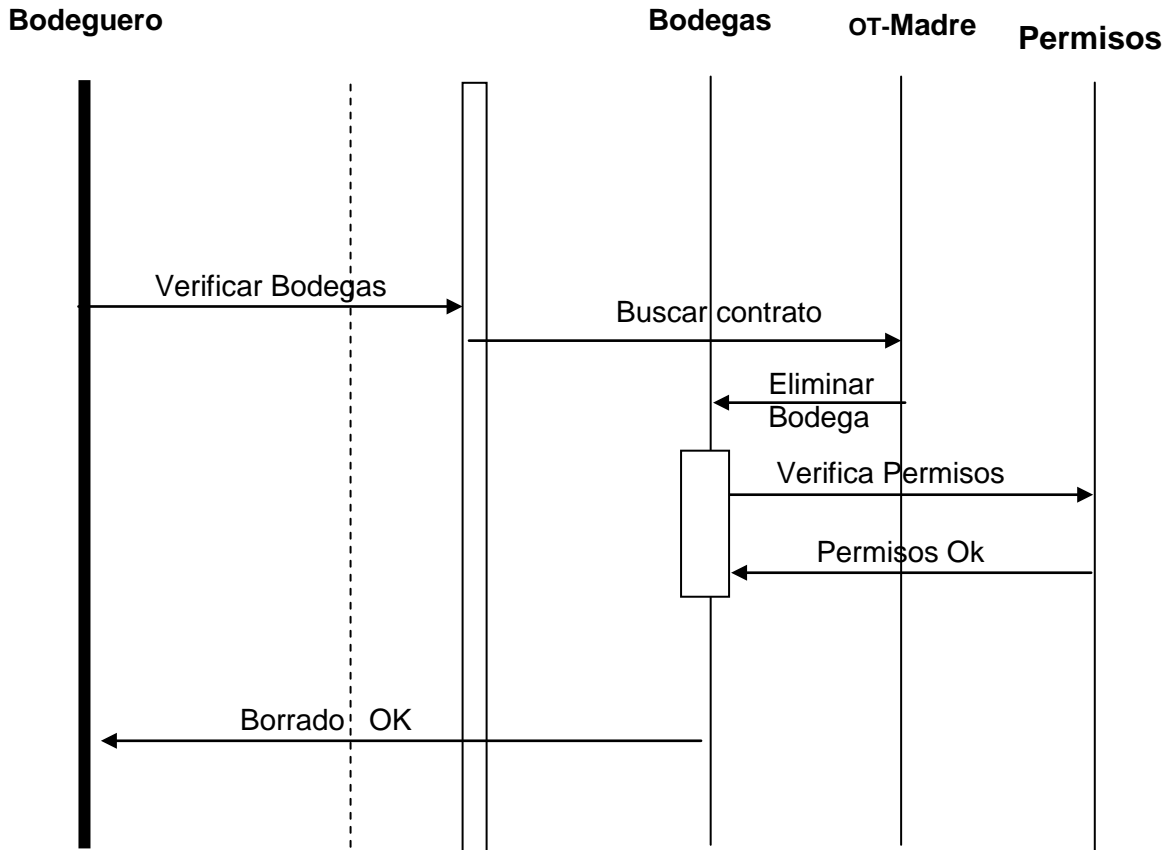 Bodeguero
Bodegas
OT-Madre
Permisos
Verificar Bodegas
Buscar contrato
Eliminar
Bodega
Verifica Permisos
Permisos Ok
Borrado OK